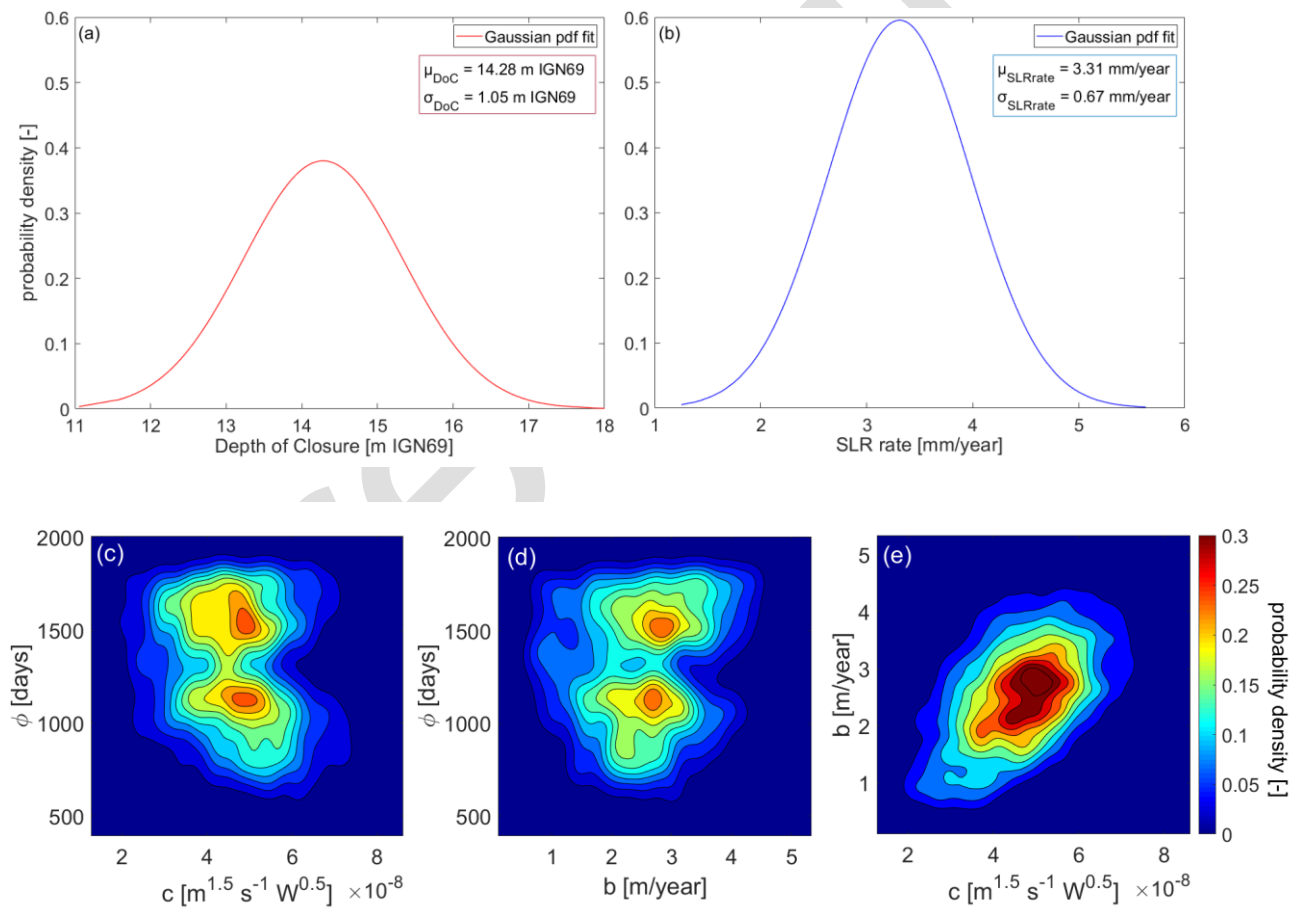 (a)
Gaussian pdf fit
μDoC = 14.28 m IGN69
σDoC = 1.05 m IGN69
probability density [-]
0.6
0.5
0.4
0.3
0.2
0.1
0
11 12 13 14 15 16 17 18
Depth of Closure [m IGN69]
(b)
Gaussian pdf fit
μSLRrate = 3.31 mm/year
σSLRrate = 0.67 mm/year
0.6
0.5
0.4
0.3
0.2
0.1
0
1 2 3 4 5 6
SLR rate [mm/year]
(c)
ϕ [days]
2000
1500
1000
500
2 4 6 8
c [m^1.5 s^-1 W^0.5] ×10^-8
(d)
ϕ [days]
2000
1500
1000
500
1 2 3 4 5
b [m/year]
(e)
b [m/year]
5
4
3
2
1
2 4 6 8
c [m^1.5 s^-1 W^0.5] ×10^-8
0.3
0.25
0.2
0.15
0.1
0.05
0
probability density [-]